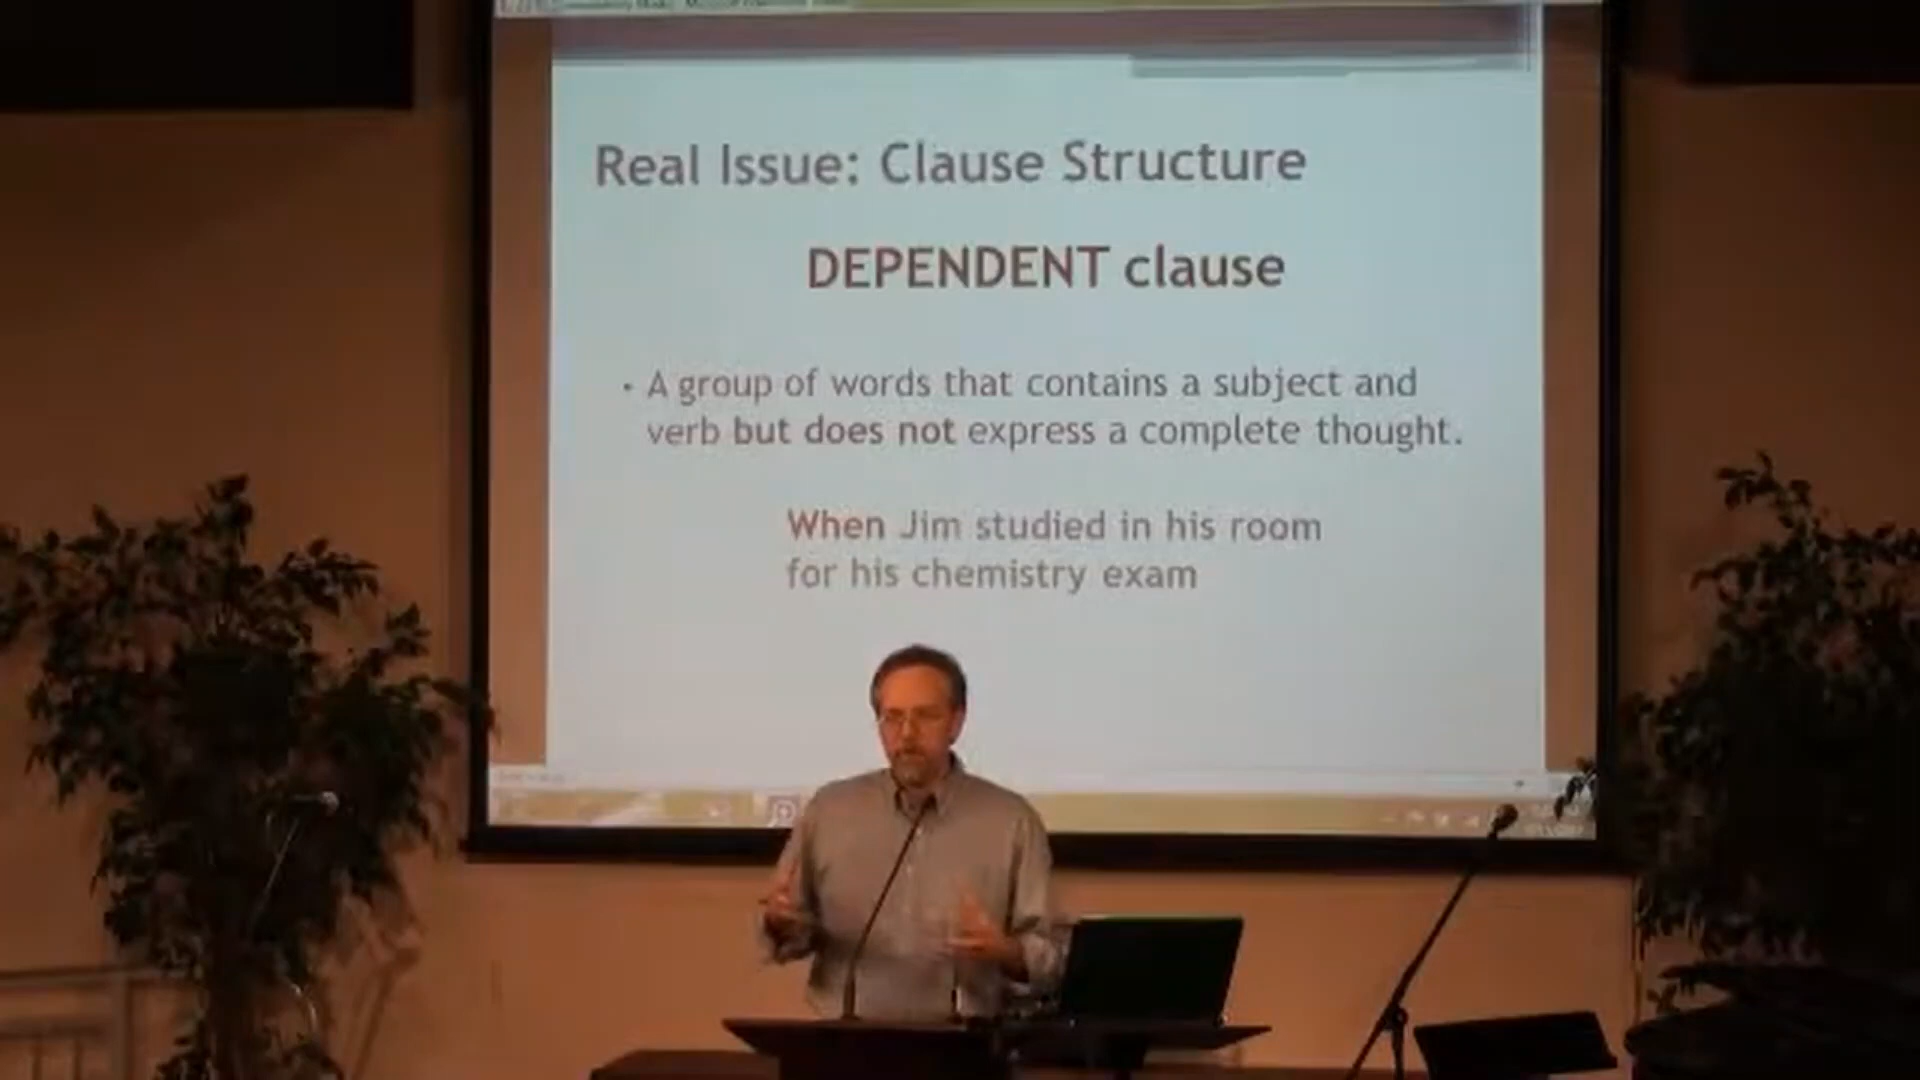 Real Issue: Clause Structure
DEPENDENT clause
• A group of words that contains a subject and
verb but does not express a complete thought.
When Jim studied in his room
for his chemistry exam